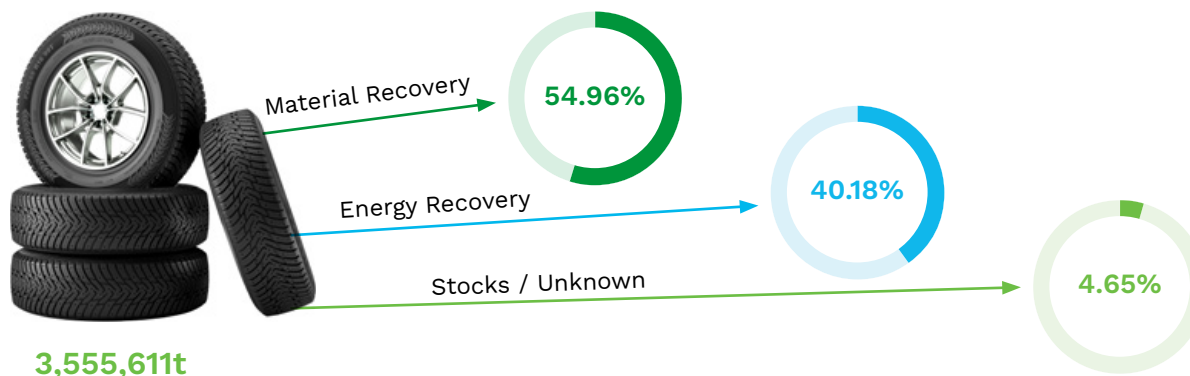 Material Recovery
54.96%
Energy Recovery
40.18%
Stocks / Unknown
4.65%
3,555,611t